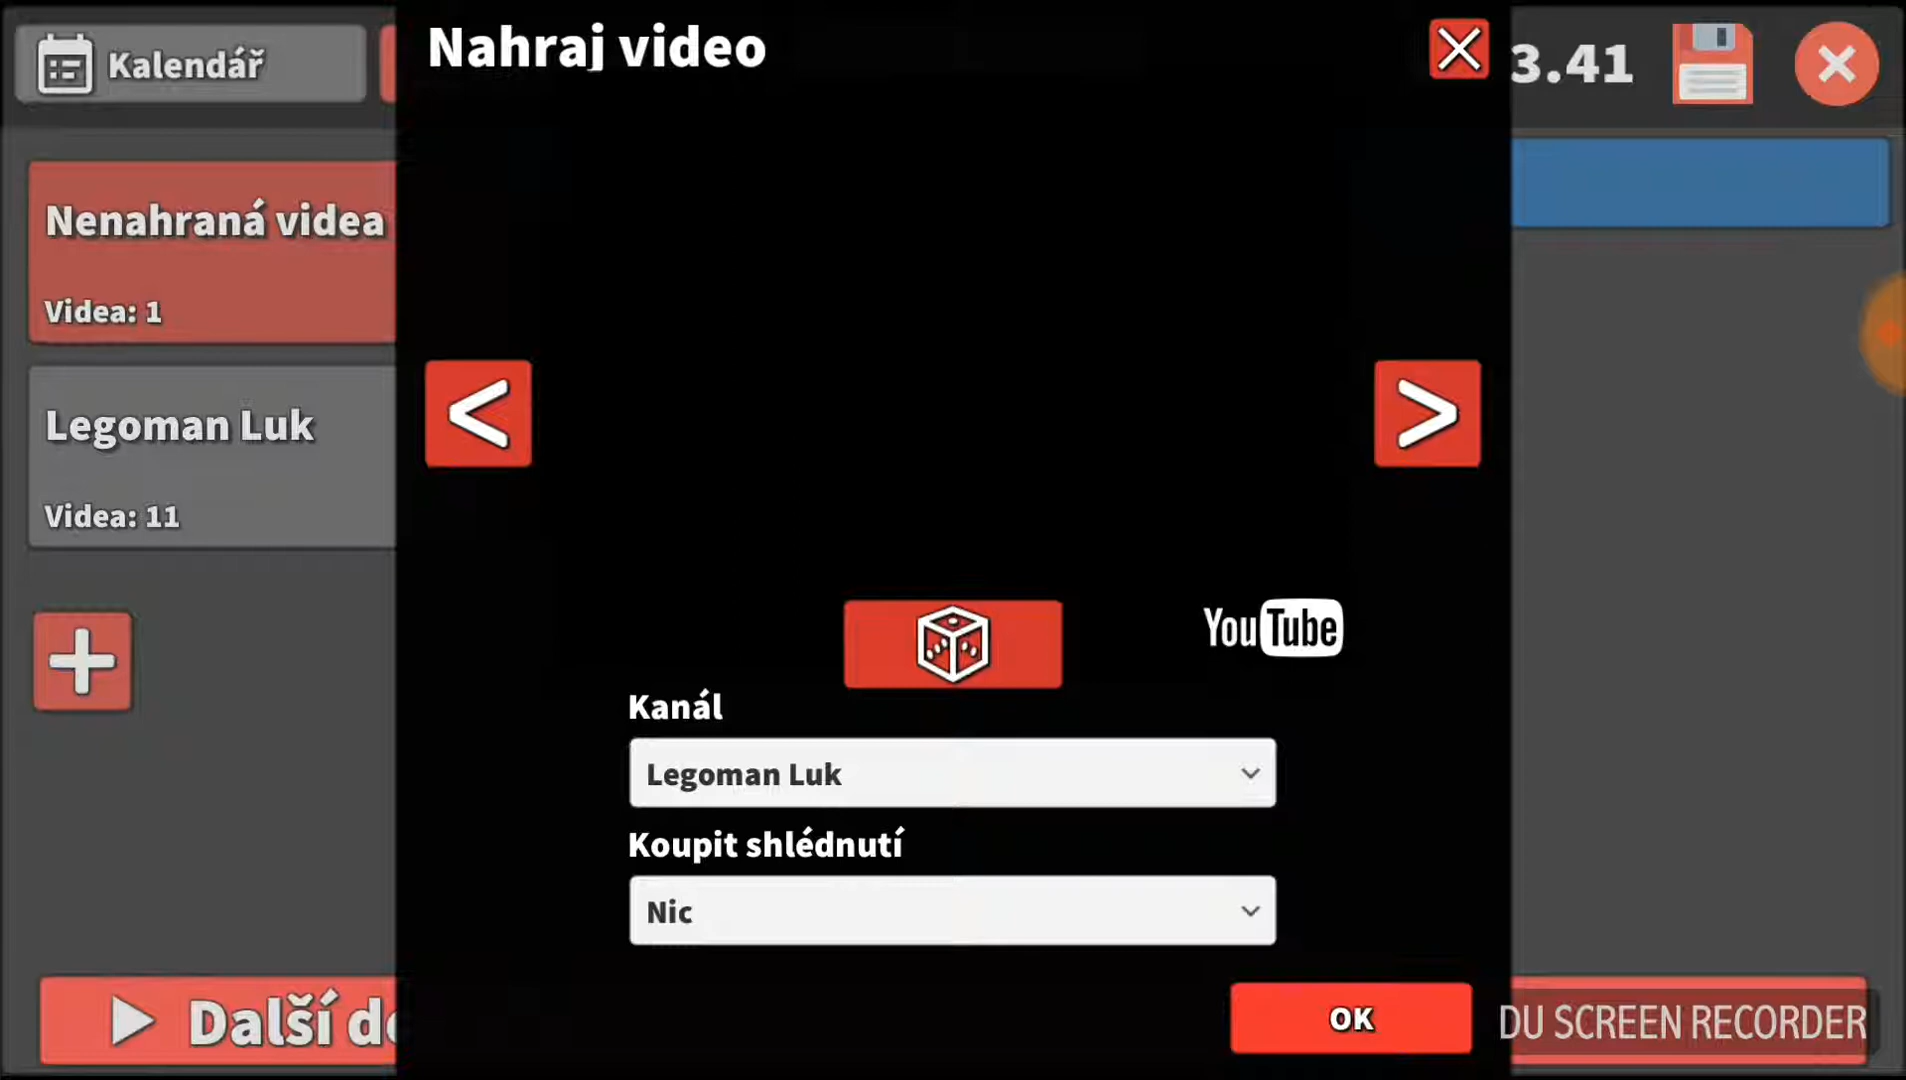 Kalendář
Nahraj video
3.41
Nenahraná videa
Videa: 1
Legoman Luk
Videa: 11
YouTube
Kanál
Legoman Luk
Koupit shlédnutí
Nic
Další
OK
DU SCREEN RECORDER